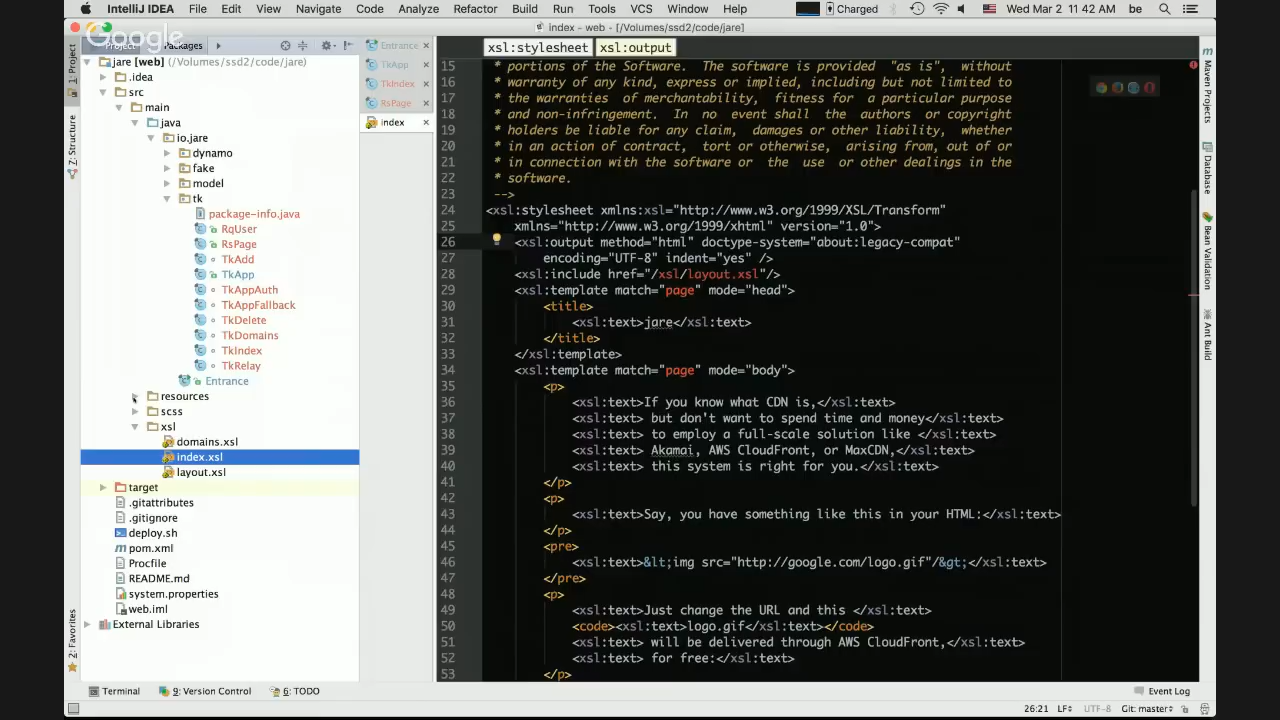 IntelliJ IDEA File Edit View Navigate Code Analyze Refactor Build Run Tools VCS Window Help Charged Wed Mar 2 11:42 AM be
index - web - [/Volumes/ssd2/code/jare]
Google
Project Packages
1: Project
Z: Structure
2: Favorites
jare [web] (/Volumes/ssd2/code/jare)
.idea
src
main
java
io.jare
dynamo
fake
model
tk
package-info.java
RqUser
RsPage
TkAdd
TkApp
TkAppAuth
TkAppFallback
TkDelete
TkDomains
TkIndex
TkRelay
Entrance
resources
scss
xsl
domains.xsl
index.xsl
layout.xsl
target
.gitattributes
.gitignore
deploy.sh
pom.xml
Procfile
README.md
system.properties
web.iml
External Libraries
Entrance
TkApp
TkIndex
RsPage
index
xsl:stylesheet xsl:output
15 * portions of the Software. The software is provided "as is", without
16 * warranty of any kind, express or implied, including but not limited to
17 * the warranties of merchantability, fitness for a particular purpose
18 * and non-infringement. In no event shall the authors or copyright
19 * holders be liable for any claim, damages or other liability, whether
20 * in an action of contract, tort or otherwise, arising from, out of or
21 * in connection with the software or the use or other dealings in the
22 * software.
23 -->
24 <xsl:stylesheet xmlns:xsl="http://www.w3.org/1999/XSL/Transform"
25 xmlns="http://www.w3.org/1999/xhtml" version="1.0">
26 <xsl:output method="html" doctype-system="about:legacy-compat"
27 encoding="UTF-8" indent="yes" />
28 <xsl:include href="/xsl/layout.xsl"/>
29 <xsl:template match="page" mode="head">
30 <title>
31 <xsl:text>jare</xsl:text>
32 </title>
33 </xsl:template>
34 <xsl:template match="page" mode="body">
35 <p>
36 <xsl:text>If you know what CDN is,</xsl:text>
37 <xsl:text> but don't want to spend time and money</xsl:text>
38 <xsl:text> to employ a full-scale solution like </xsl:text>
39 <xsl:text> Akamai, AWS CloudFront, or MaxCDN,</xsl:text>
40 <xsl:text> this system is right for you.</xsl:text>
41 </p>
42 <p>
43 <xsl:text>Say, you have something like this in your HTML:</xsl:text>
44 </p>
45 <pre>
46 <xsl:text>&lt;img src="http://google.com/logo.gif"/&gt;</xsl:text>
47 </pre>
48 <p>
49 <xsl:text>Just change the URL and this </xsl:text>
50 <code><xsl:text>logo.gif</xsl:text></code>
51 <xsl:text> will be delivered through AWS CloudFront,</xsl:text>
52 <xsl:text> for free:</xsl:text>
53 </p>
Maven Projects
Database
Bean Validation
Ant Build
Terminal 9: Version Control 6: TODO Event Log
26:21 LF UTF-8 Git: master